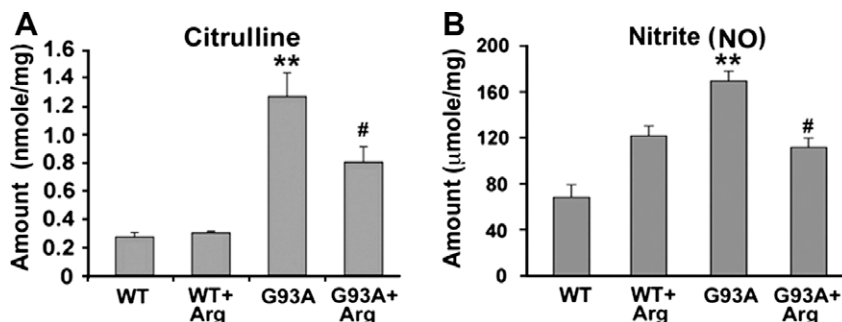 A
Citrulline
Amount (nmole/mg)
1.6
1.4
1.2
1.0
0.8
0.6
0.4
0.2
0
**
#
WT
WT+
Arg
G93A
G93A+
Arg
B
Nitrite (NO)
Amount (μmole/mg)
200
160
120
80
40
0
**
#
WT
WT+
Arg
G93A
G93A+
Arg